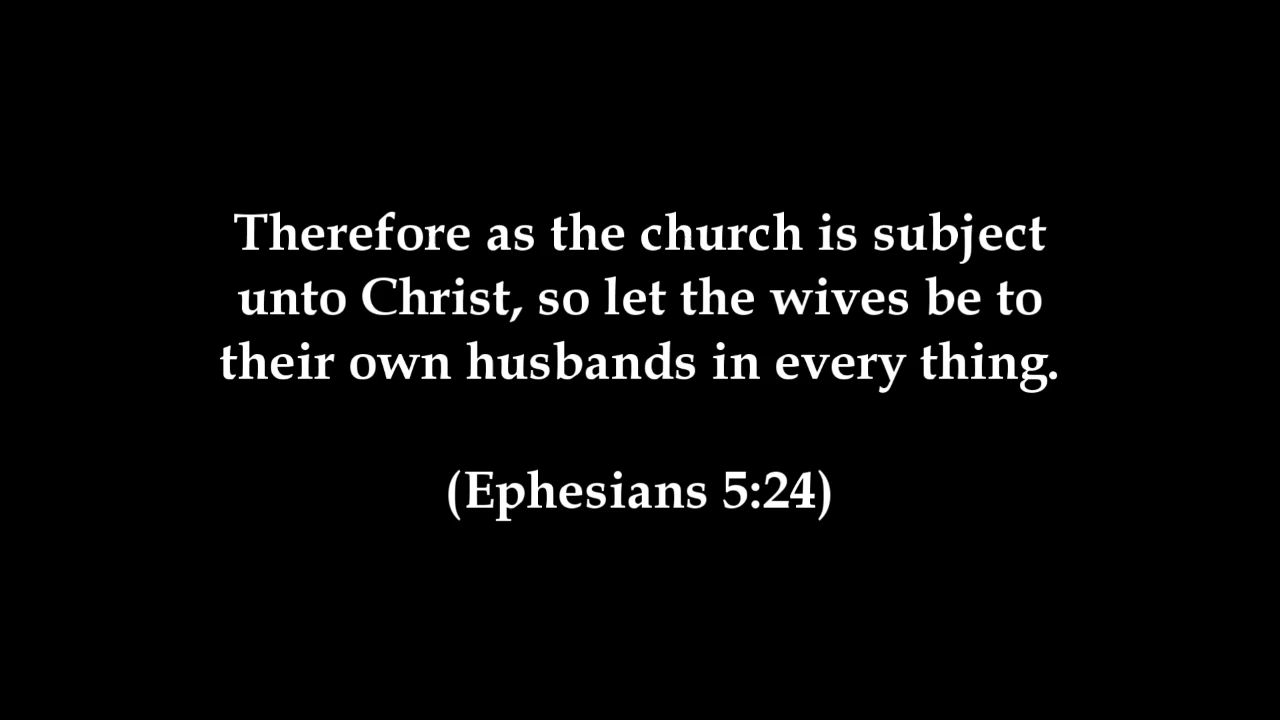 Therefore as the church is subject
unto Christ, so let the wives be to
their own husbands in every thing.
(Ephesians 5:24)